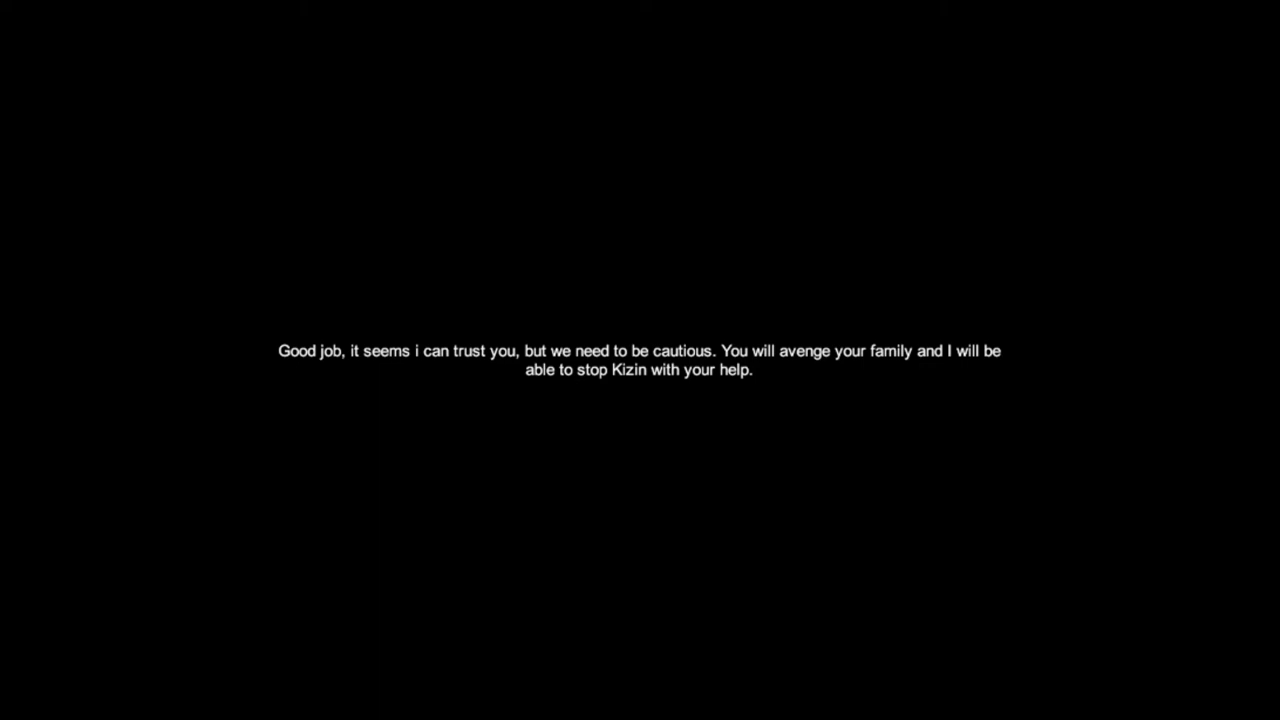 Good job, it seems i can trust you, but we need to be cautious. You will avenge your family and I will be
able to stop Kizin with your help.